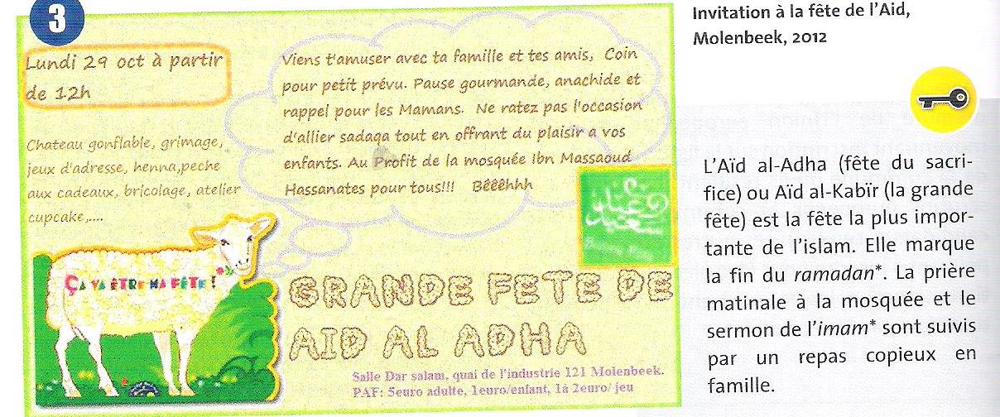 3
Lundi 29 oct à partir
de 12h
Chateau gonflable, grimage,
jeux d'adresse, henna,peche
aux cadeaux, bricolage, atelier
cupcake,....
Viens t'amuser avec ta famille et tes amis, Coin
pour petit prévu. Pause gourmande, anachide et
rappel pour les Mamans. Ne ratez pas l'occasion
d'allier sadaqa tout en offrant du plaisir a vos
enfants. Au Profit de la mosquée Ibn Massaoud
Hassanates pour tous!!! Bêêêhhh
ÇA VA ÊTRE MA FÊTE !
GRANDE FETE DE
AID AL ADHA
Salle Dar salam, quai de l'industrie 121 Molenbeek.
PAF: 5euro adulte, 1euro/enfant, 1à 2euro/ jeu
Invitation à la fête de l'Aid,
Molenbeek, 2012
L'Aïd al-Adha (fête du sacri-
fice) ou Aïd al-Kabïr (la grande
fête) est la fête la plus impor-
tante de l'islam. Elle marque
la fin du ramadan*. La prière
matinale à la mosquée et le
sermon de l'imam* sont suivis
par un repas copieux en
famille.